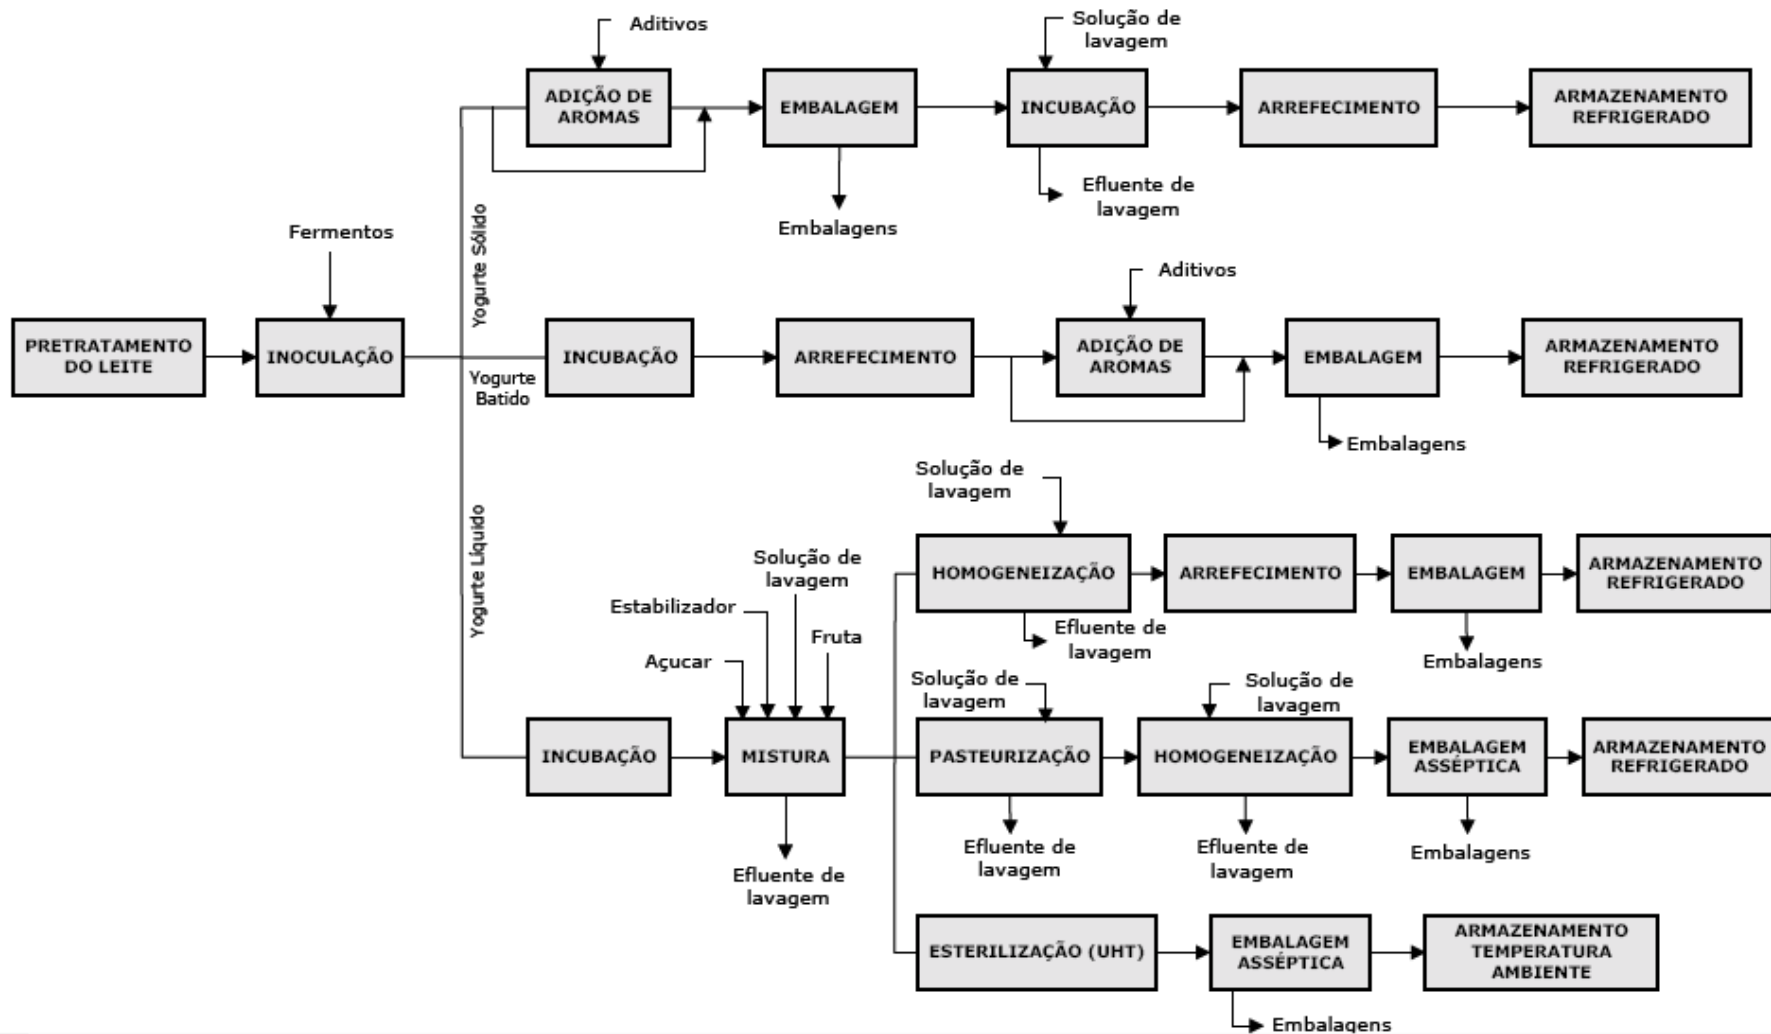 Aditivos
Solução de
lavagem
ADIÇÃO DE
AROMAS
EMBALAGEM
INCUBAÇÃO
ARREFECIMENTO
ARMAZENAMENTO
REFRIGERADO
Embalagens
Efluente de
lavagem
Yogurte Sólido
Fermentos
Aditivos
PRETRATAMENTO
DO LEITE
INOCULAÇÃO
Yogurte
Batido
INCUBAÇÃO
ARREFECIMENTO
ADIÇÃO DE
AROMAS
EMBALAGEM
ARMAZENAMENTO
REFRIGERADO
Embalagens
Yogurte Líquido
Solução de
lavagem
HOMOGENEIZAÇÃO
ARREFECIMENTO
EMBALAGEM
ARMAZENAMENTO
REFRIGERADO
Efluente de
lavagem
Embalagens
Açucar
Estabilizador
Solução de
lavagem
Fruta
INCUBAÇÃO
MISTURA
Efluente de
lavagem
Solução de
lavagem
Solução de
lavagem
PASTEURIZAÇÃO
HOMOGENEIZAÇÃO
EMBALAGEM
ASSÉPTICA
ARMAZENAMENTO
REFRIGERADO
Efluente de
lavagem
Efluente de
lavagem
Embalagens
ESTERILIZAÇÃO (UHT)
EMBALAGEM
ASSÉPTICA
ARMAZENAMENTO
TEMPERATURA
AMBIENTE
Embalagens